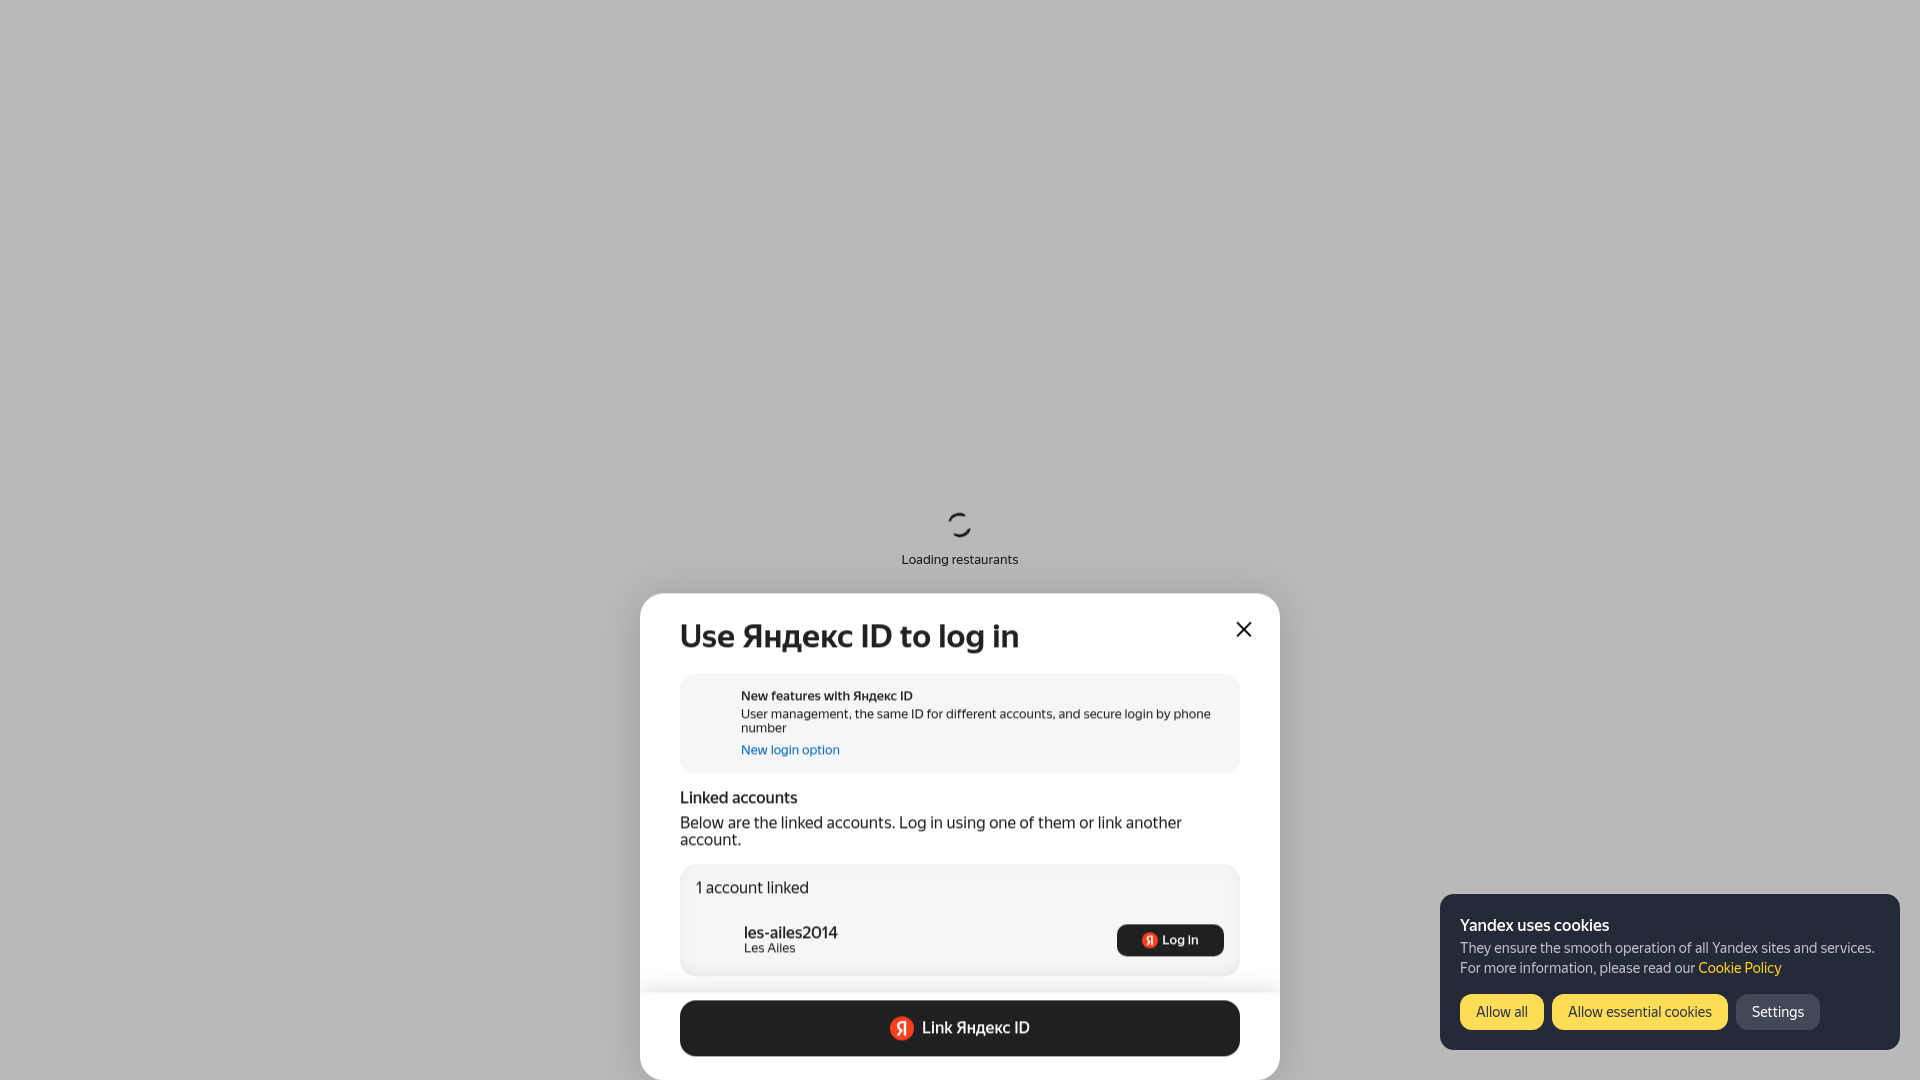 Loading restaurants
Use Яндекс ID to log in
New features with Яндекс ID
User management, the same ID for different accounts, and secure login by phone
number
New login option
Linked accounts
Below are the linked accounts. Log in using one of them or link another
account.
1 account linked
les-ailes2014
Les Ailes
Я Log In
Я Link Яндекс ID
Yandex uses cookies
They ensure the smooth operation of all Yandex sites and services.
For more information, please read our Cookie Policy
Allow all
Allow essential cookies
Settings